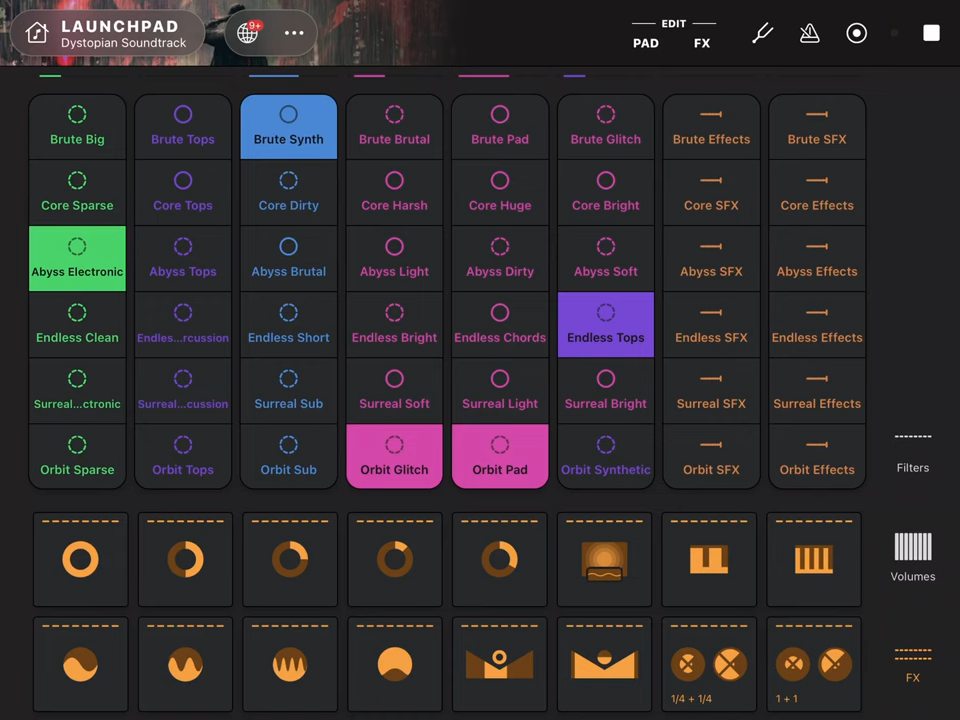 LAUNCHPAD
Dystopian Soundtrack
9+
EDIT
PAD FX
Brute Big Brute Tops Brute Synth Brute Brutal Brute Pad Brute Glitch Brute Effects Brute SFX
Core Sparse Core Tops Core Dirty Core Harsh Core Huge Core Bright Core SFX Core Effects
Abyss Electronic Abyss Tops Abyss Brutal Abyss Light Abyss Dirty Abyss Soft Abyss SFX Abyss Effects
Endless Clean Endles...rcussion Endless Short Endless Bright Endless Chords Endless Tops Endless SFX Endless Effects
Surreal...ctronic Surreal...cussion Surreal Sub Surreal Soft Surreal Light Surreal Bright Surreal SFX Surreal Effects
Orbit Sparse Orbit Tops Orbit Sub Orbit Glitch Orbit Pad Orbit Synthetic Orbit SFX Orbit Effects
Filters
Volumes
FX
1/4 + 1/4 1 + 1